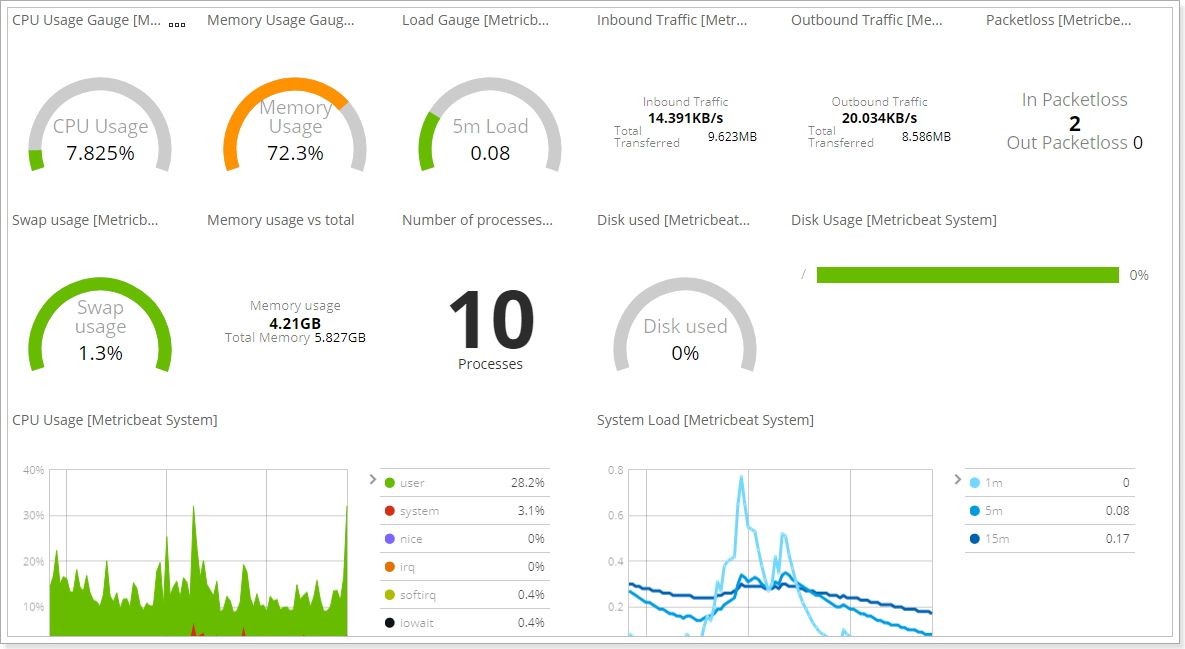 CPU Usage Gauge [M...
Memory Usage Gaug...
Load Gauge [Metricb...
Inbound Traffic [Metr...
Outbound Traffic [Me...
Packetloss [Metricbe...
CPU Usage
7.825%
Memory
Usage
72.3%
5m Load
0.08
Inbound Traffic
14.391KB/s
Total
Transferred
9.623MB
Outbound Traffic
20.034KB/s
Total
Transferred
8.586MB
In Packetloss
2
Out Packetloss 0
Swap usage [Metricb...
Memory usage vs total
Number of processes...
Disk used [Metricbeat...
Disk Usage [Metricbeat System]
Swap
usage
1.3%
Memory usage
4.21GB
Total Memory 5.827GB
10
Processes
Disk used
0%
/
0%
CPU Usage [Metricbeat System]
40%
30%
20%
10%
user 28.2%
system 3.1%
nice 0%
irq 0%
softirq 0.4%
iowait 0.4%
System Load [Metricbeat System]
0.8
0.6
0.4
0.2
1m 0
5m 0.08
15m 0.17